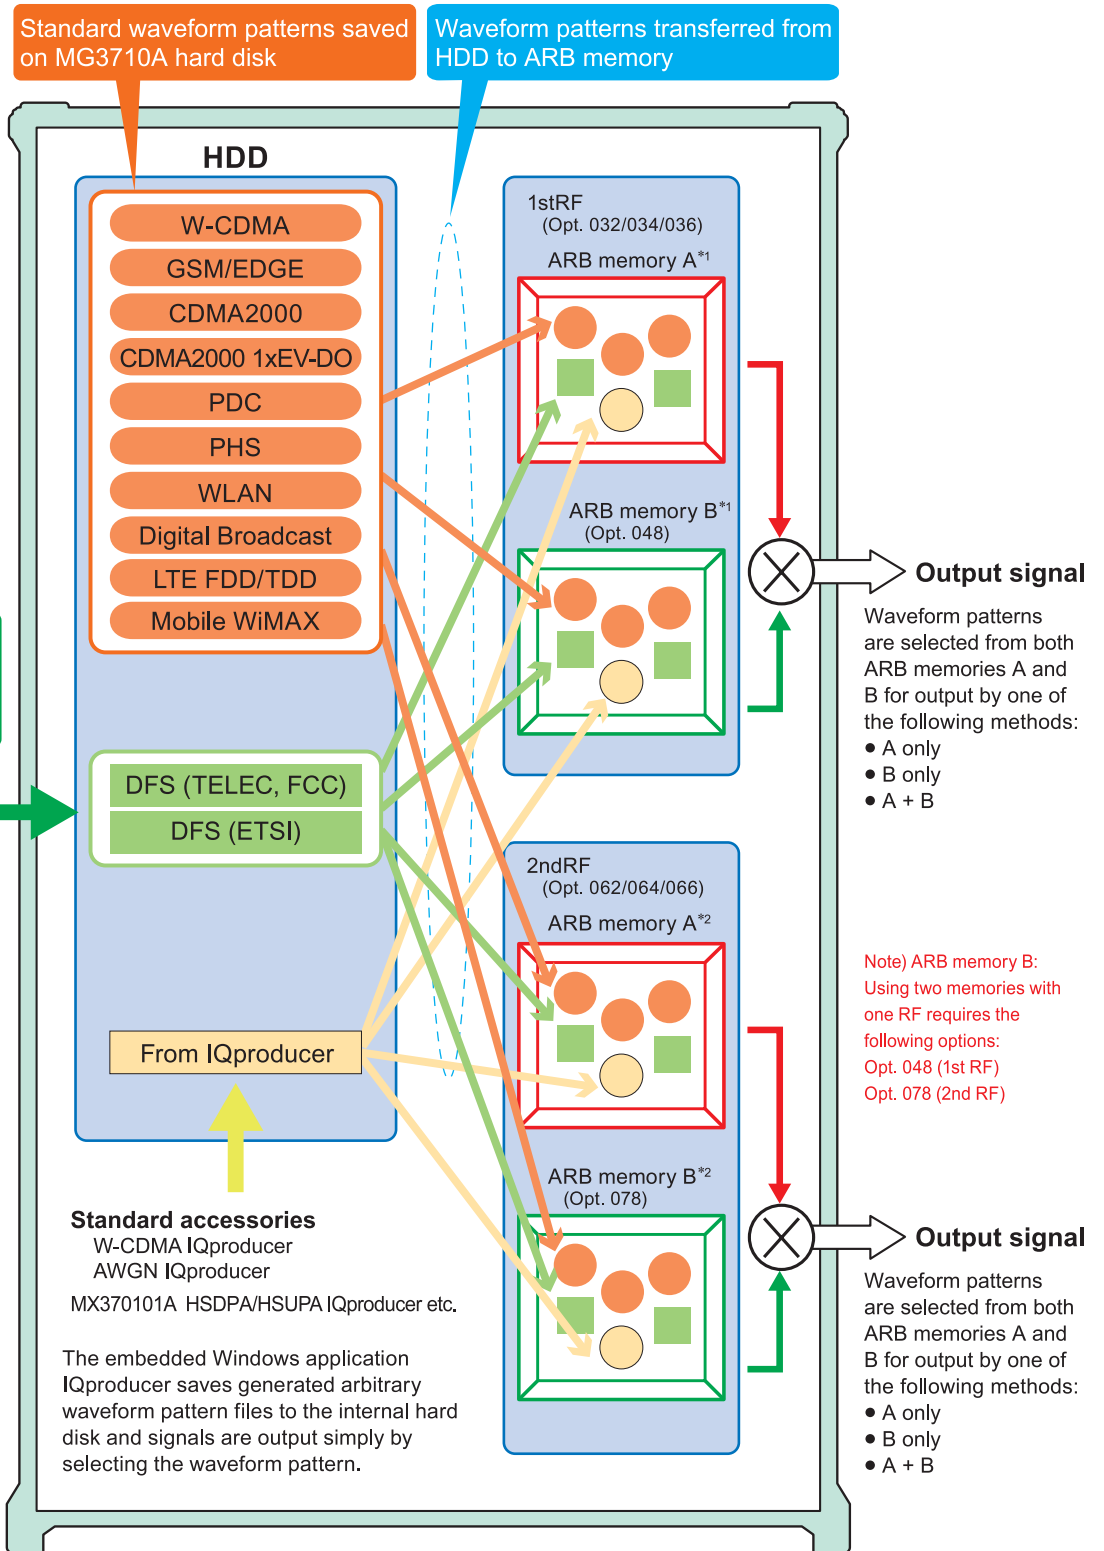 Standard waveform patterns saved
on MG3710A hard disk
Waveform patterns transferred from
HDD to ARB memory
HDD
W-CDMA
GSM/EDGE
CDMA2000
CDMA2000 1xEV-DO
PDC
PHS
WLAN
Digital Broadcast
LTE FDD/TDD
Mobile WiMAX
DFS (TELEC, FCC)
DFS (ETSI)
From IQproducer
Standard accessories
W-CDMA IQproducer
AWGN IQproducer
MX370101A HSDPA/HSUPA IQproducer etc.
The embedded Windows application
IQproducer saves generated arbitrary
waveform pattern files to the internal hard
disk and signals are output simply by
selecting the waveform pattern.
1stRF
(Opt. 032/034/036)
ARB memory A*1
ARB memory B*1
(Opt. 048)
2ndRF
(Opt. 062/064/066)
ARB memory A*2
ARB memory B*2
(Opt. 078)
Output signal
Waveform patterns
are selected from both
ARB memories A and
B for output by one of
the following methods:
● A only
● B only
● A + B
Note) ARB memory B:
Using two memories with
one RF requires the
following options:
Opt. 048 (1st RF)
Opt. 078 (2nd RF)
Output signal
Waveform patterns
are selected from both
ARB memories A and
B for output by one of
the following methods:
● A only
● B only
● A + B